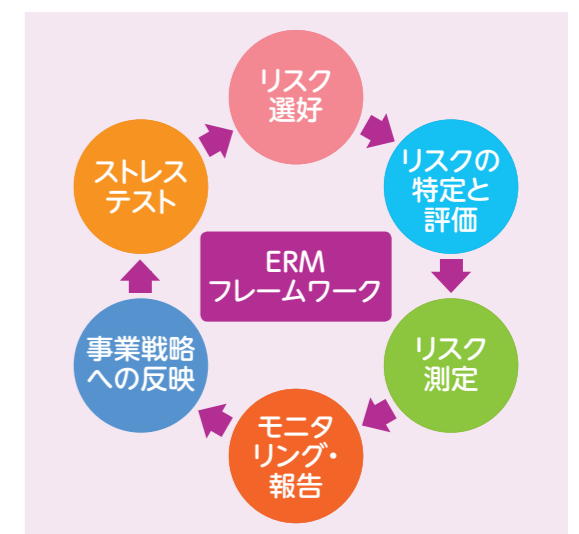 リスク
選好
リスクの
特定と
評価
リスク
測定
モニタ
リング・
報告
事業戦略
への反映
ストレス
テスト
ERM
フレームワーク